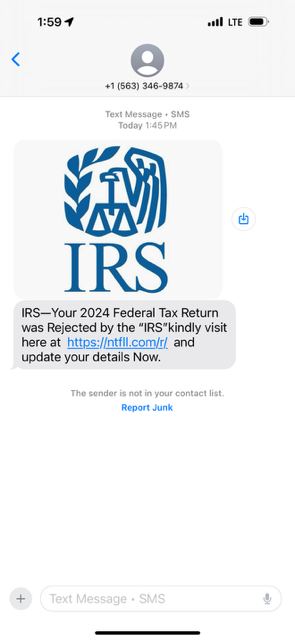 1:59
LTE
+1 (563) 346-9874
Text Message • SMS
Today 1:45 PM
IRS
IRS—Your 2024 Federal Tax Return
was Rejected by the “IRS”kindly visit
here at https://ntfll.com/r/ and
update your details Now.
The sender is not in your contact list.
Report Junk
Text Message • SMS